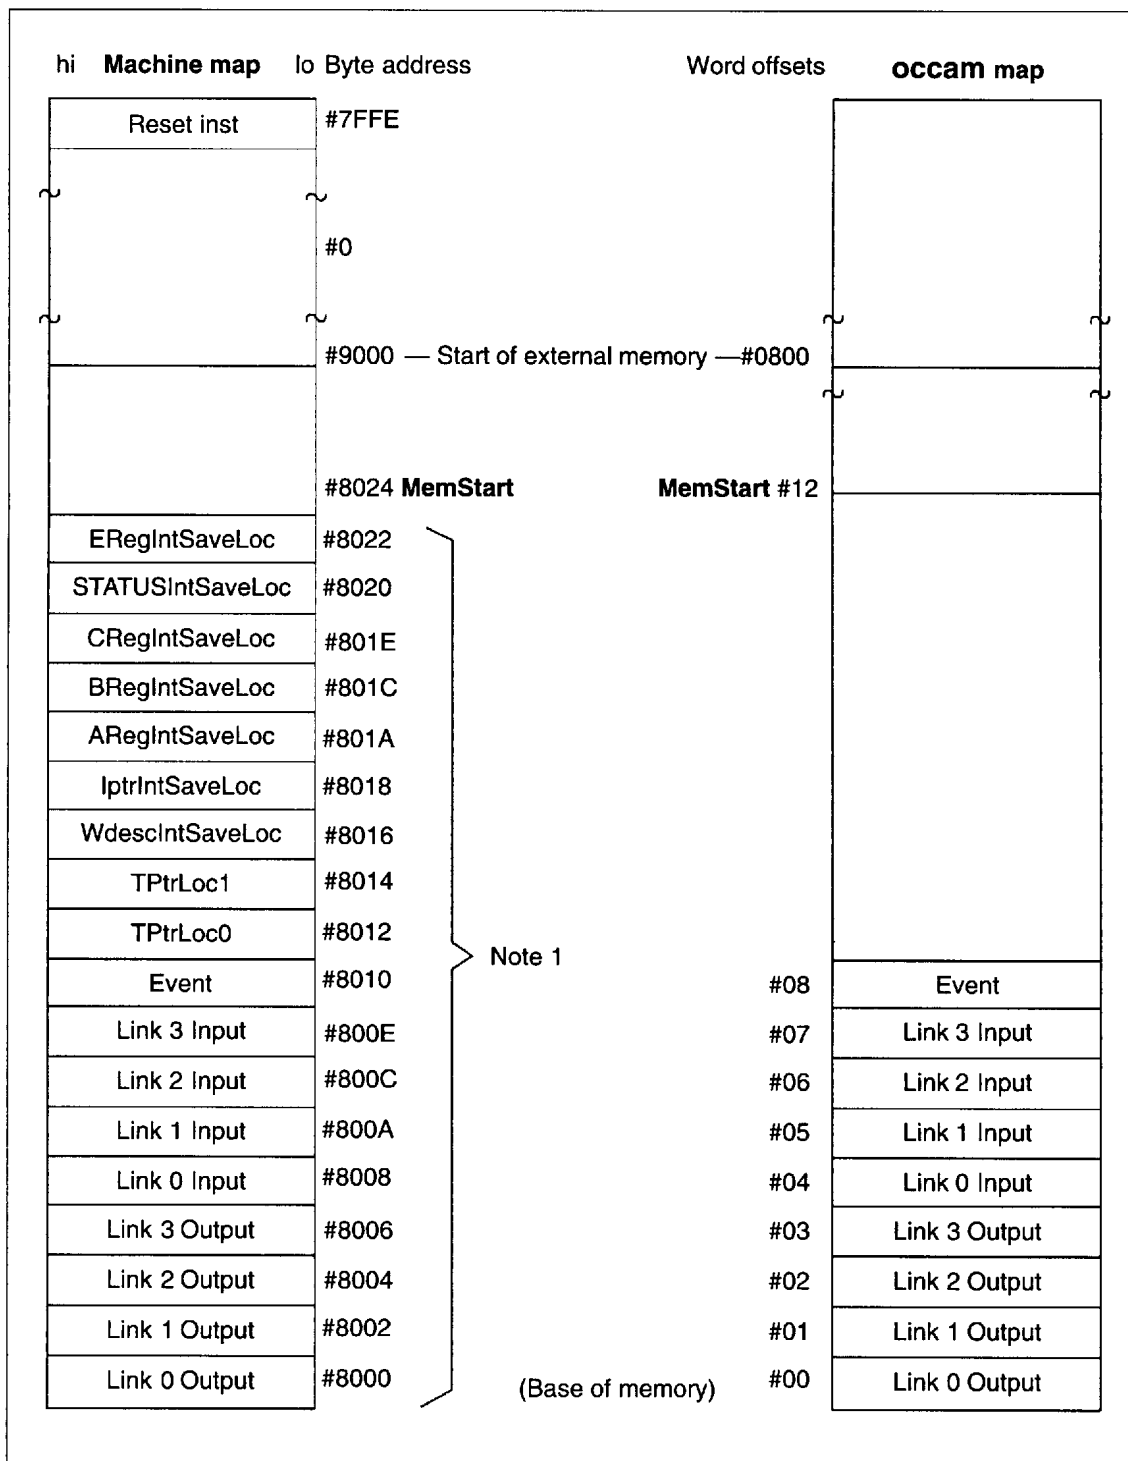 hi Machine map lo Byte address Word offsets occam map
Reset inst #7FFE
#0
#9000 — Start of external memory —#0800
#8024 MemStart MemStart #12
ERegIntSaveLoc #8022
STATUSIntSaveLoc #8020
CRegIntSaveLoc #801E
BRegIntSaveLoc #801C
ARegIntSaveLoc #801A
IptrIntSaveLoc #8018
WdescIntSaveLoc #8016
TPtrLoc1 #8014
TPtrLoc0 #8012
Note 1
Event #8010 #08 Event
Link 3 Input #800E #07 Link 3 Input
Link 2 Input #800C #06 Link 2 Input
Link 1 Input #800A #05 Link 1 Input
Link 0 Input #8008 #04 Link 0 Input
Link 3 Output #8006 #03 Link 3 Output
Link 2 Output #8004 #02 Link 2 Output
Link 1 Output #8002 #01 Link 1 Output
Link 0 Output #8000 (Base of memory) #00 Link 0 Output